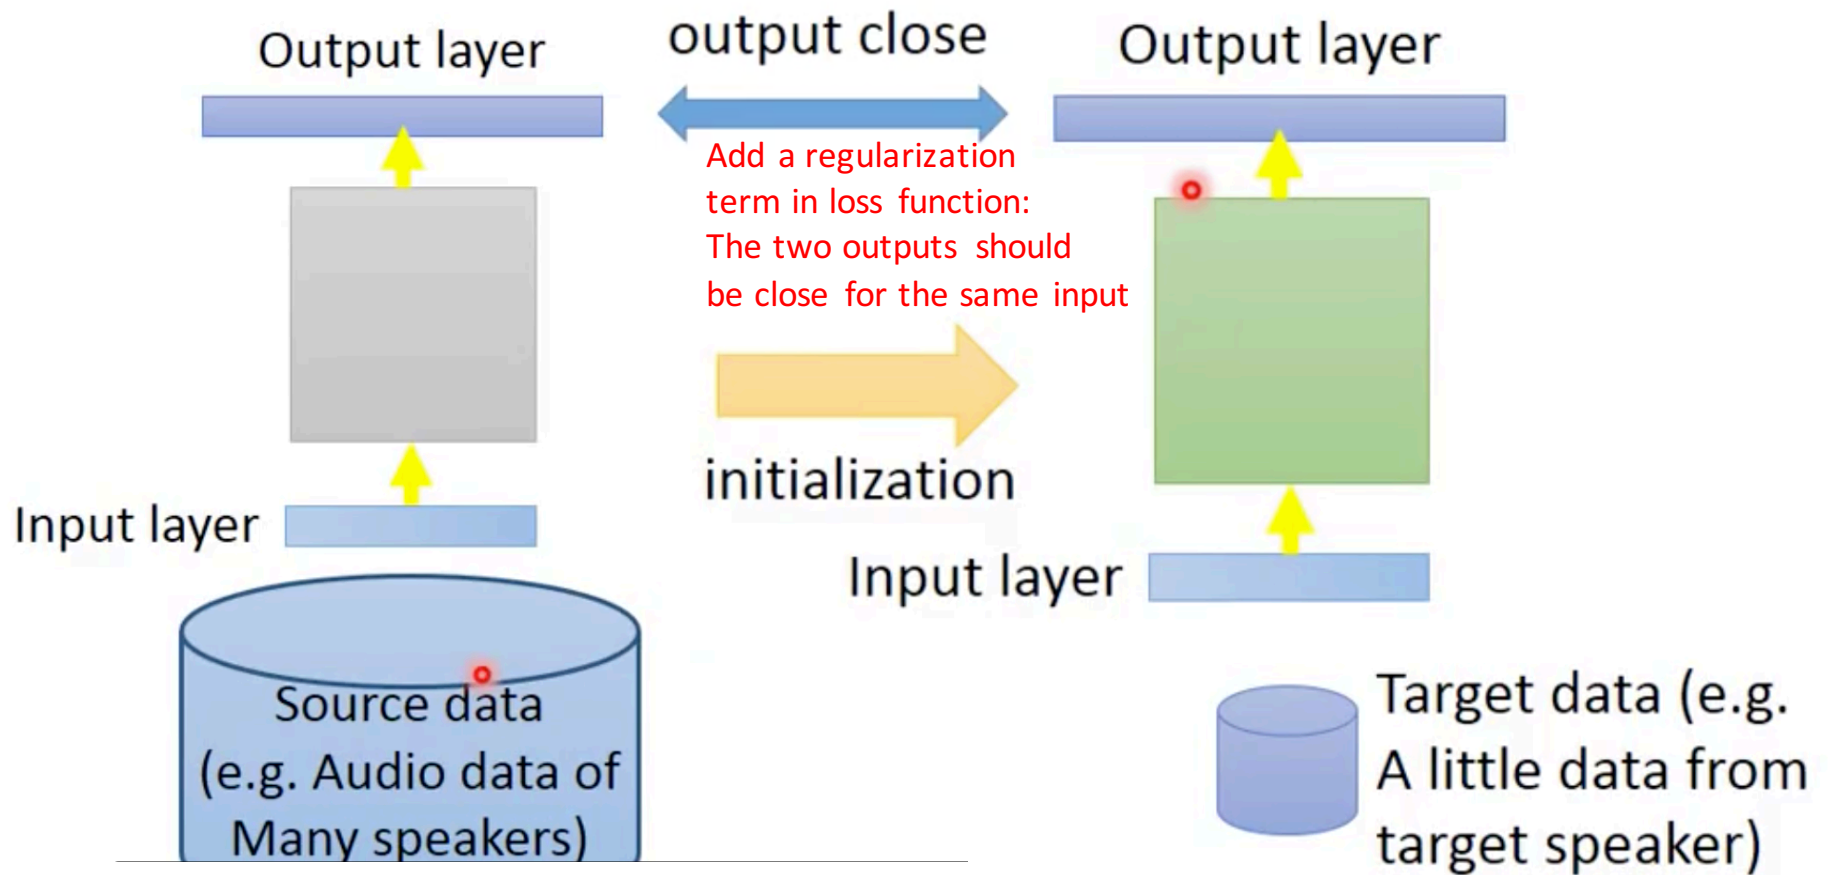 Output layer
output close
Output layer
Add a regularization
term in loss function:
The two outputs should
be close for the same input
initialization
Input layer
Input layer
Source data
(e.g. Audio data of
Many speakers)
Target data (e.g.
A little data from
target speaker)